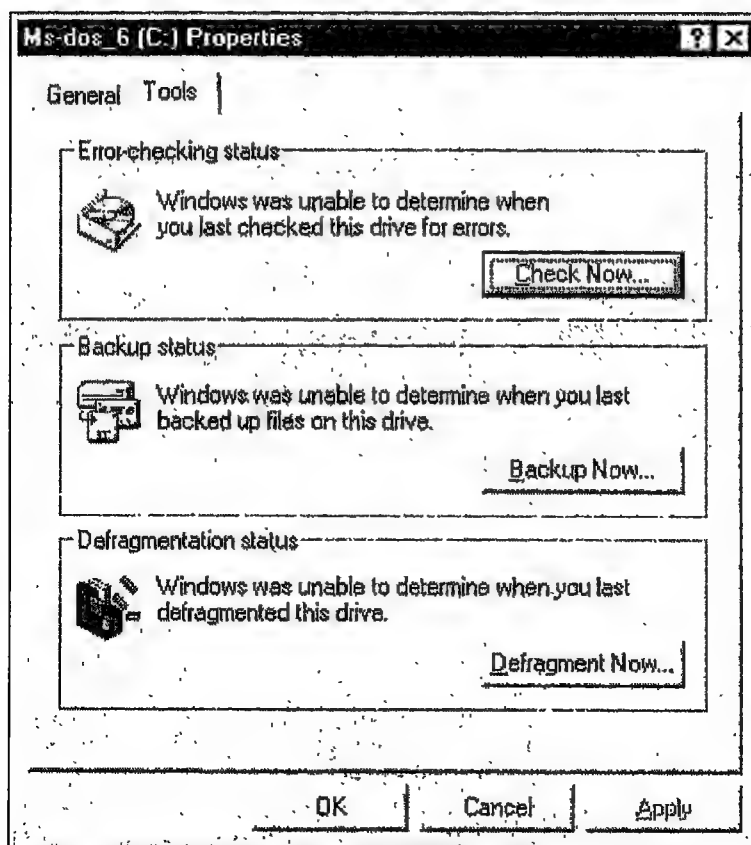 Ms-dos_6 (C:) Properties ? X
General Tools
Error-checking status
Windows was unable to determine when
you last checked this drive for errors.
Check Now...
Backup status
Windows was unable to determine when you last
backed up files on this drive.
Backup Now...
Defragmentation status
Windows was unable to determine when you last
defragmented this drive.
Defragment Now...
OK Cancel Apply